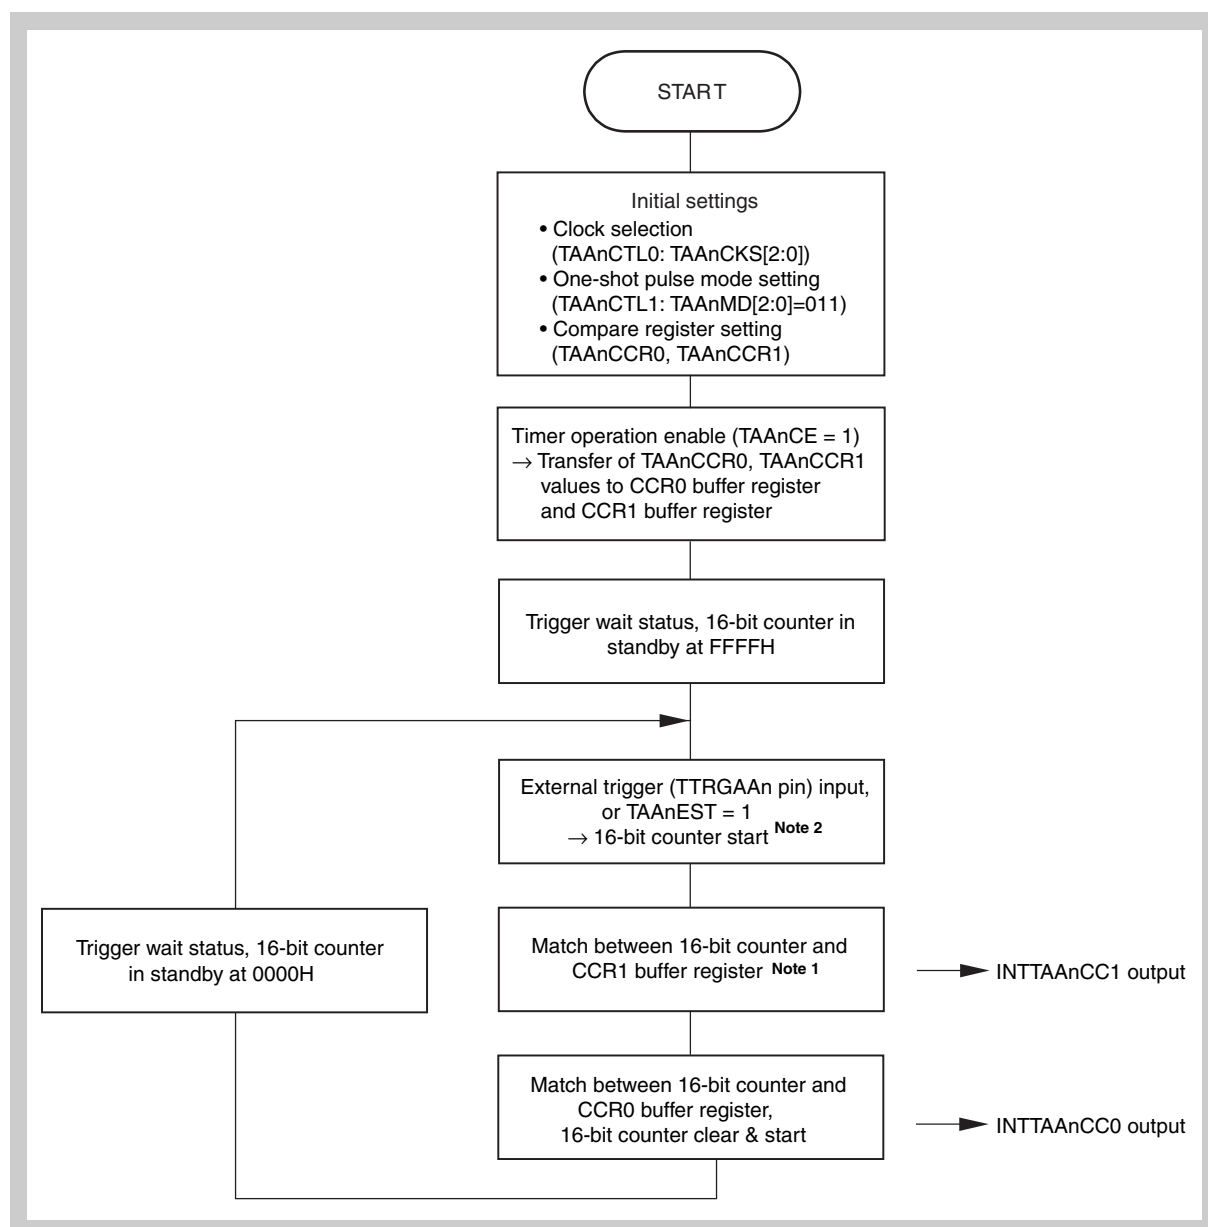 START
Initial settings
• Clock selection
(TAAnCTL0: TAAnCKS[2:0])
• One-shot pulse mode setting
(TAAnCTL1: TAAnMD[2:0]=011)
• Compare register setting
(TAAnCCR0, TAAnCCR1)
Timer operation enable (TAAnCE = 1)
→ Transfer of TAAnCCR0, TAAnCCR1
values to CCR0 buffer register
and CCR1 buffer register
Trigger wait status, 16-bit counter in
standby at FFFFH
External trigger (TTRGAAn pin) input,
or TAAnEST = 1
→ 16-bit counter start Note 2
Trigger wait status, 16-bit counter
in standby at 0000H
Match between 16-bit counter and
CCR1 buffer register Note 1
INTTAAnCC1 output
Match between 16-bit counter and
CCR0 buffer register,
16-bit counter clear & start
INTTAAnCC0 output